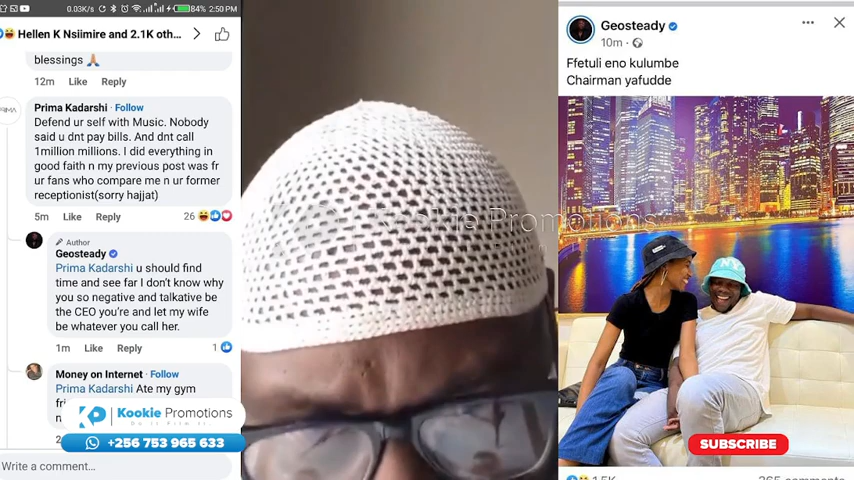 0.03K/s 84% 2:50 PM
Hellen K Nsiimire and 2.1K oth...
blessings 🙏🏽
12m Like Reply
PRIMA
Prima Kadarshi · Follow
Defend ur self with Music. Nobody
said u dnt pay bills. And dnt call
1million millions. I did everything in
good faith n my previous post was fr
ur fans who compare me n ur former
receptionist(sorry hajjat)
5m Like Reply 26
Author
Geosteady
Prima Kadarshi u should find
time and see far I don't know why
you so negative and talkative be
the CEO you're and let my wife
be whatever you call her.
1m Like Reply 1
Money on Internet · Follow
Prima Kadarshi Ate my gym
KP Kookie Promotions
+256 753 965 633
Write a comment...
Kookie Promotions
Geosteady
10m
Ffetuli eno kulumbe
Chairman yafudde
NY
SUBSCRIBE
1.5K 265 comments